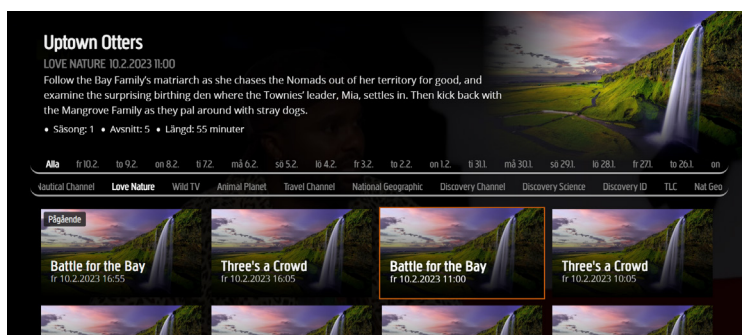 Uptown Otters
LOVE NATURE 10.2.2023 11:00
Follow the Bay Family's matriarch as she chases the Nomads out of her territory for good, and
examine the surprising birthing den where the Townies' leader, Mia, settles in. Then kick back with
the Mangrove Family as they pal around with stray dogs.
• Säsong: 1 • Avsnitt: 5 • Längd: 55 minuter
Alla fr 10.2. to 9.2. on 8.2. ti 7.2. må 6.2. sö 5.2. lö 4.2. fr 3.2. to 2.2. on 1.2. ti 31.1. må 30.1. sö 29.1. lö 28.1. fr 27.1. to 26.1. on
Nautical Channel Love Nature Wild TV Animal Planet Travel Channel National Geographic Discovery Channel Discovery Science Discovery ID TLC Nat Geo
Pågående
Battle for the Bay
fr 10.2.2023 16:55
Three's a Crowd
fr 10.2.2023 16:05
Battle for the Bay
fr 10.2.2023 11:00
Three's a Crowd
fr 10.2.2023 10:05